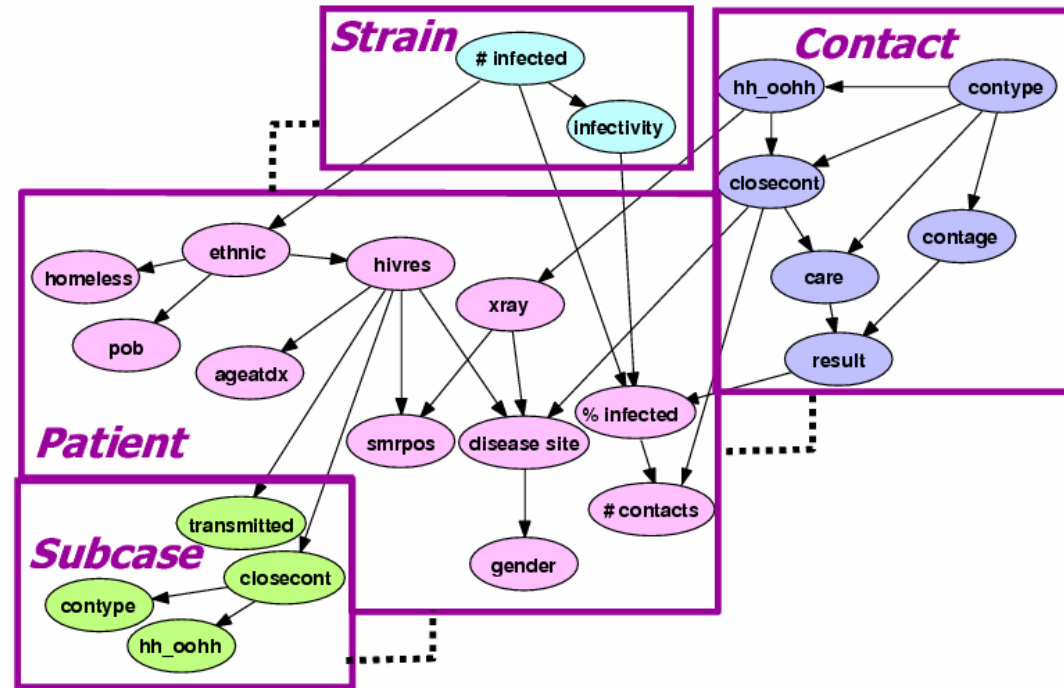 Strain
# infected
infectivity
Contact
hh_oohh
contype
closecont
contage
care
result
ethnic
homeless
hivres
pob
xray
ageatdx
% infected
smrpos
disease site
# contacts
gender
Patient
transmitted
Subcase
closecont
contype
hh_oohh